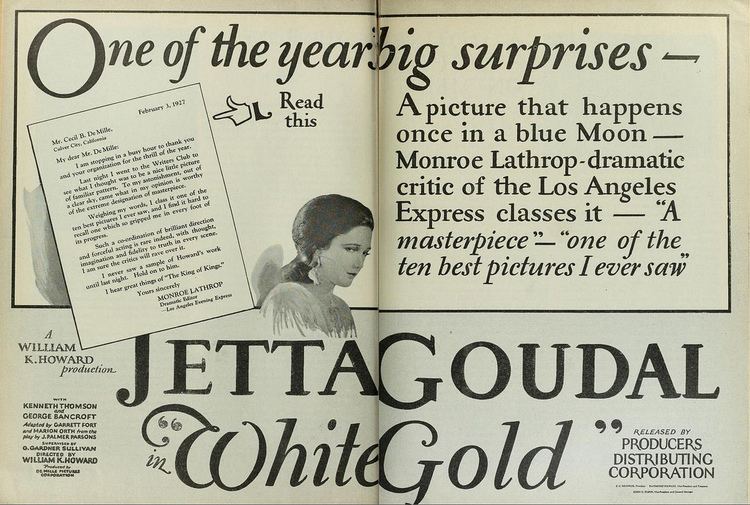 One of the year's big surprises —
February 3, 1927
Mr. Cecil B. DeMille,
Culver City, California
My dear Mr. DeMille:
I am stopping in a busy hour to thank you
and your organization for the thrill of the year.
Last night I went to the Writers Club to
see what I thought was to be a nice little picture
of familiar pattern. To my astonishment, out of
a clear sky, came what in my opinion is worthy
of the extreme designation of masterpiece.
Weighing my words, I class it one of the
ten best pictures I ever saw, and I find it hard to
recall one which so gripped me in every foot of
its progress.
Such a co-ordination of brilliant direction
and forceful acting is rare indeed, with thought,
imagination and fidelity to truth in every scene.
I am sure the critics will rave over it.
I never saw a sample of Howard's work
until last night. Hold on to him.
I hear great things of "The King of Kings."
Yours sincerely
MONROE LATHROP
Dramatic Editor
—Los Angeles Evening Express
Read
this
A picture that happens
once in a blue Moon —
Monroe Lathrop-dramatic
critic of the Los Angeles
Express classes it — "A
masterpiece" — "one of the
ten best pictures I ever saw"
A
WILLIAM
K. HOWARD
production
JETTA GOUDAL
in "White Gold"
WITH
KENNETH THOMSON
and
GEORGE BANCROFT
Adapted by GARRETT FORT
and MARION ORTH from the
play by J. PALMER PARSONS
SUPERVISED BY
C. GARDNER SULLIVAN
DIRECTED BY
WILLIAM K. HOWARD
Produced by
DE MILLE PICTURES
CORPORATION
RELEASED BY
PRODUCERS
DISTRIBUTING
CORPORATION